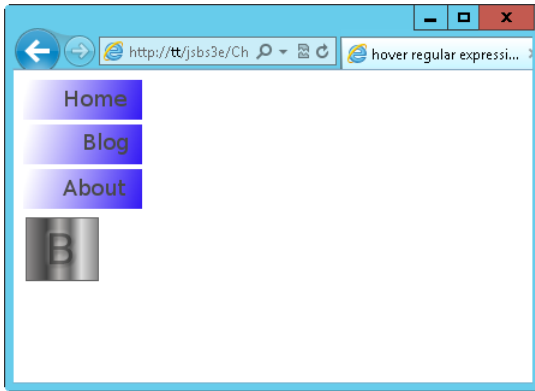 http://tt/jsbs3e/Ch
hover regular expressi...
Home
Blog
About
B